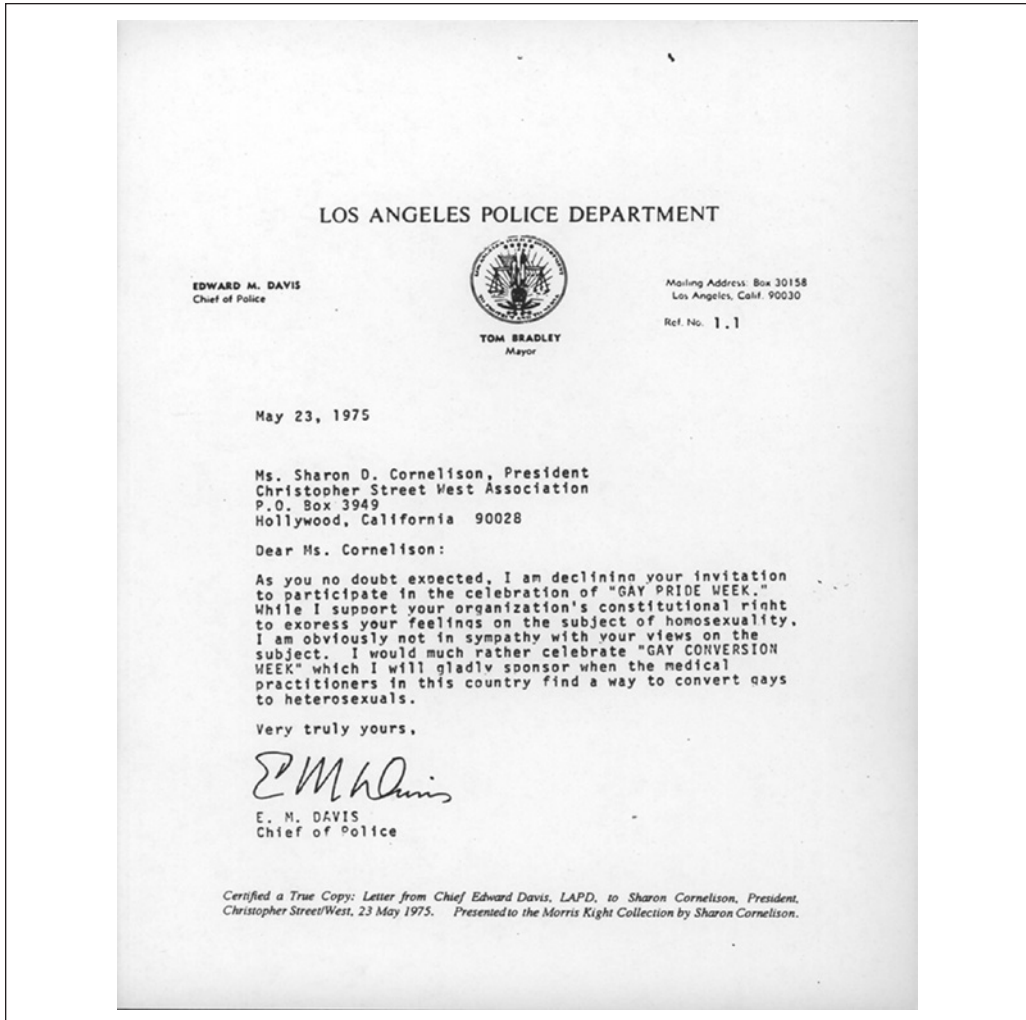 LOS ANGELES POLICE DEPARTMENT
EDWARD M. DAVIS
Chief of Police
TOM BRADLEY
Mayor
Mailing Address: Box 30158
Los Angeles, Calif. 90030
Ref. No. 1.1
May 23, 1975
Ms. Sharon D. Cornelison, President
Christopher Street West Association
P.O. Box 3949
Hollywood, California 90028
Dear Ms. Cornelison:
As you no doubt expected, I am declining your invitation
to participate in the celebration of "GAY PRIDE WEEK."
While I support your organization's constitutional right
to express your feelings on the subject of homosexuality,
I am obviously not in sympathy with your views on the
subject. I would much rather celebrate "GAY CONVERSION
WEEK" which I will gladly sponsor when the medical
practitioners in this country find a way to convert gays
to heterosexuals.
Very truly yours,
E M Davis
E. M. DAVIS
Chief of Police
Certified a True Copy: Letter from Chief Edward Davis, LAPD, to Sharon Cornelison, President,
Christopher Street/West, 23 May 1975. Presented to the Morris Kight Collection by Sharon Cornelison.